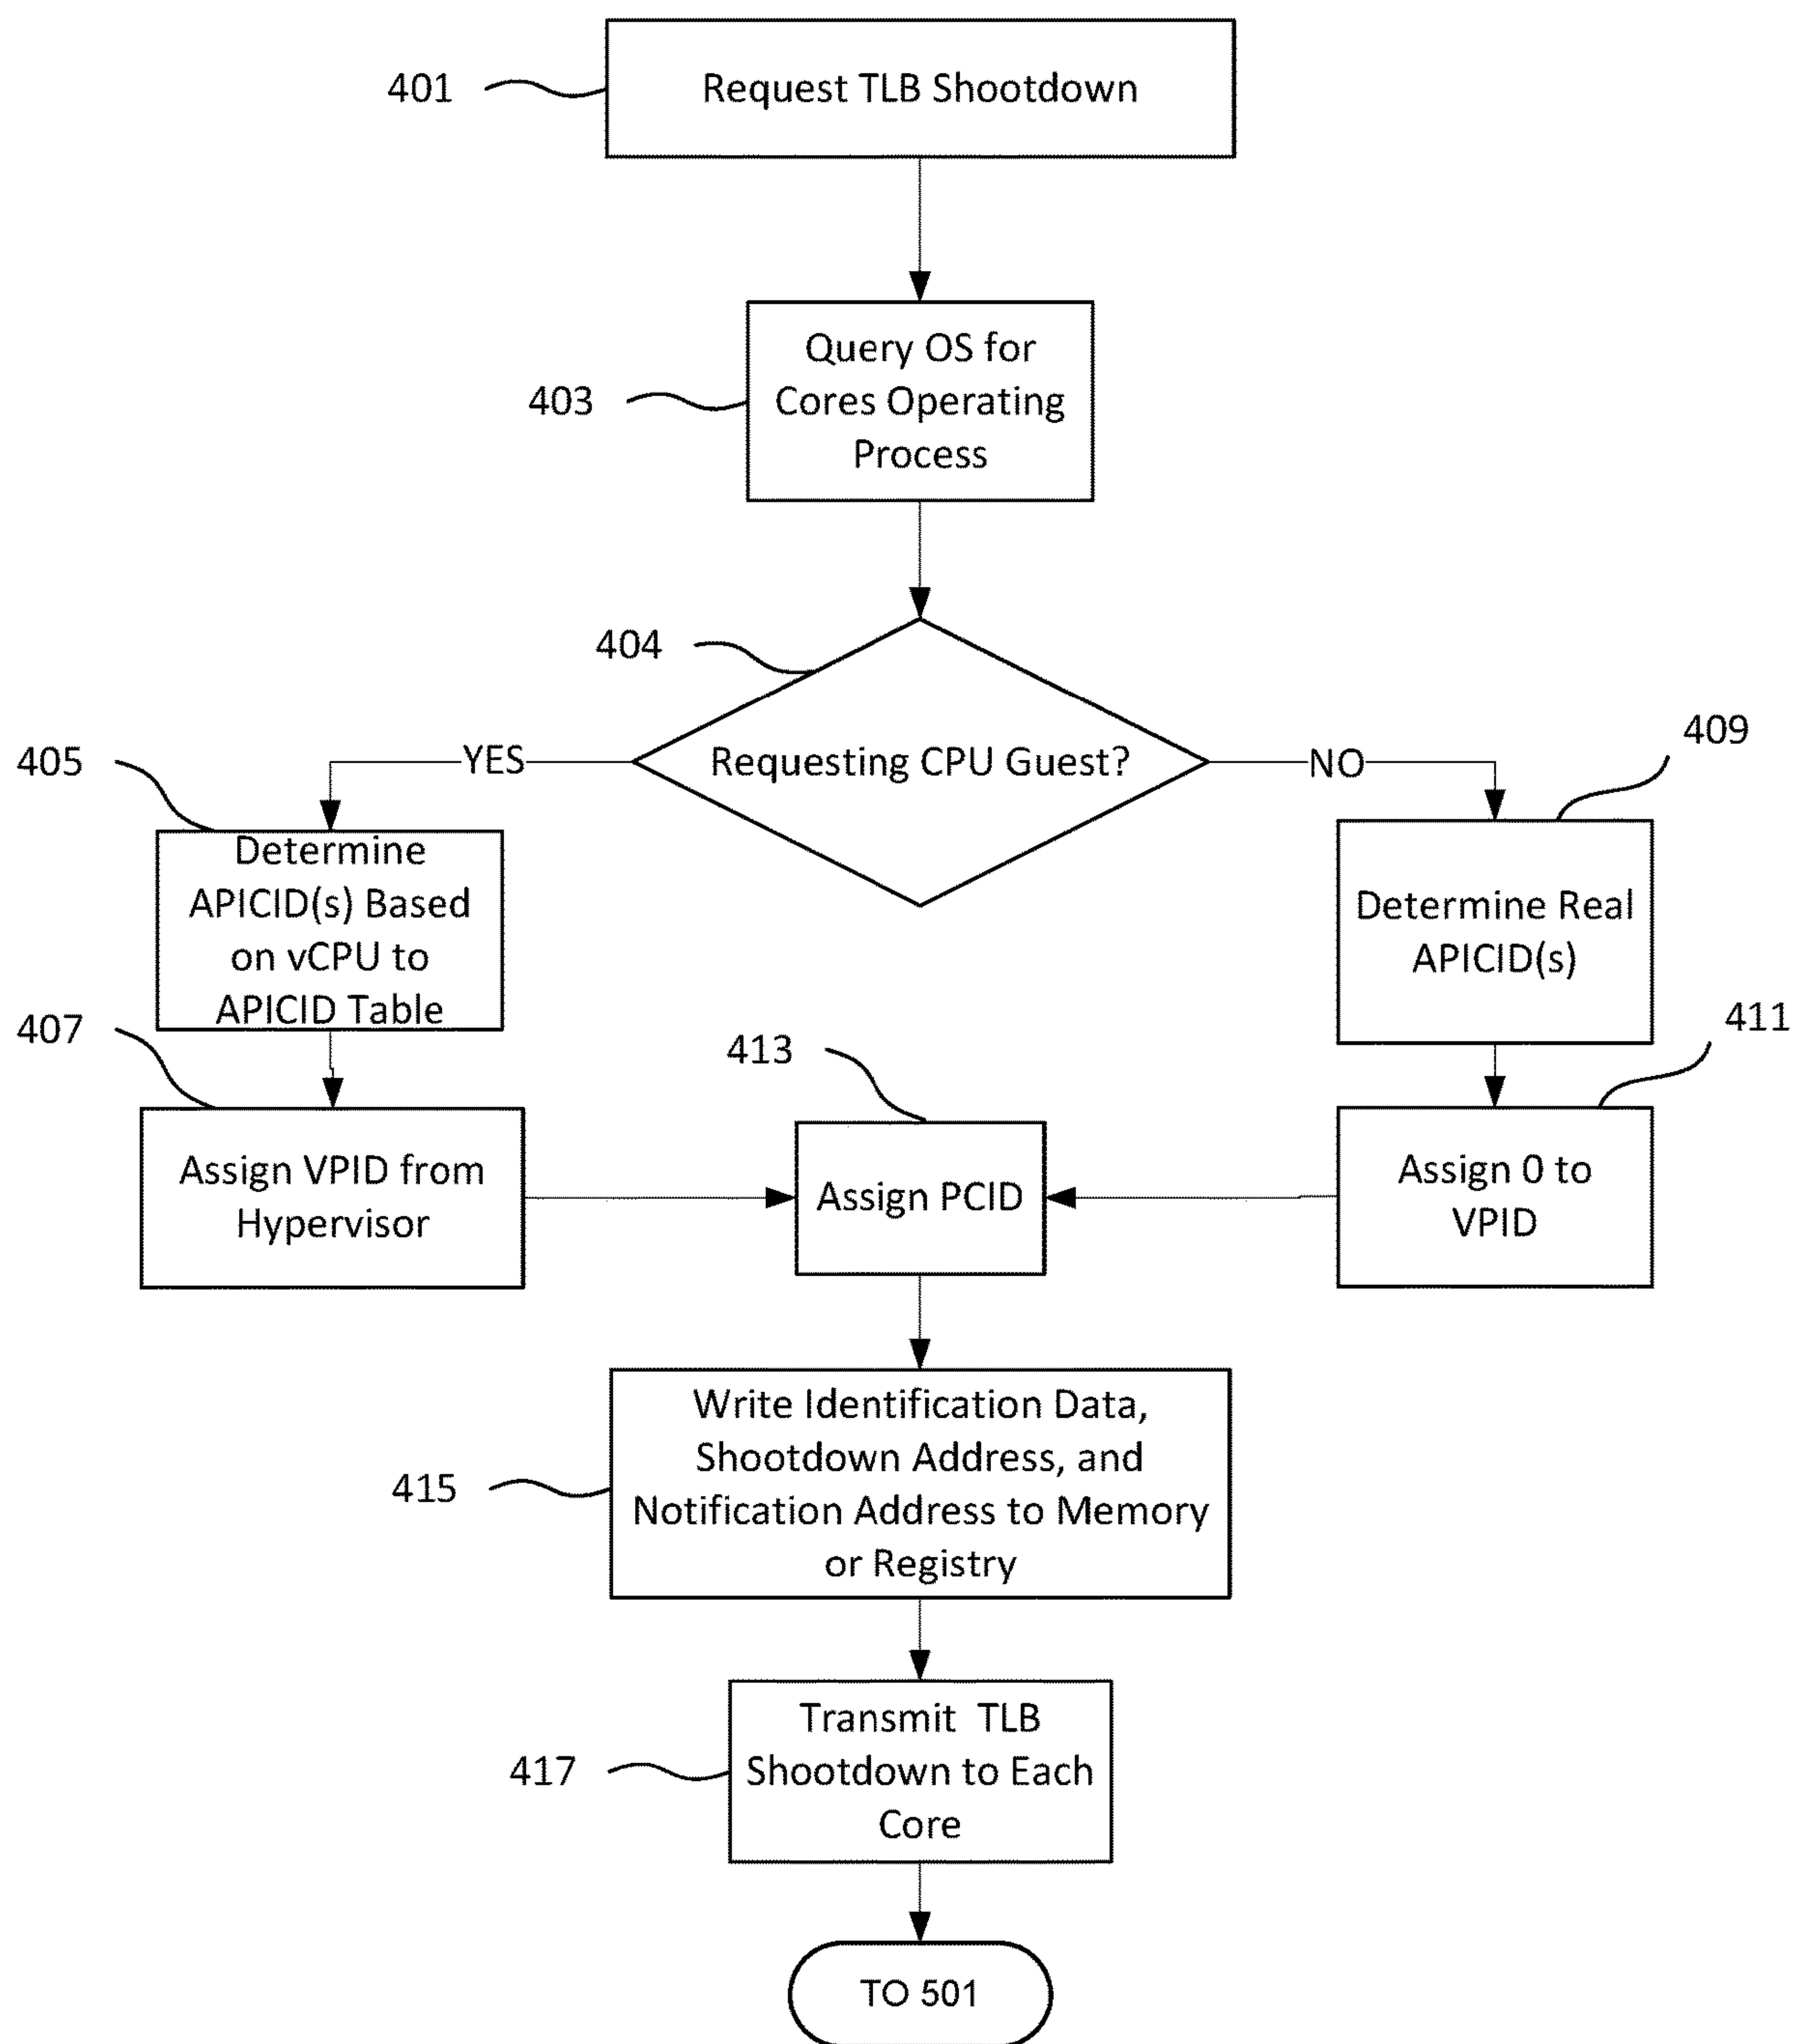 401
Request TLB Shootdown
403
Query OS for
Cores Operating
Process
404
Requesting CPU Guest?
YES
NO
405
Determine
APICID(s) Based
on vCPU to
APICID Table
409
Determine Real
APICID(s)
407
Assign VPID from
Hypervisor
413
Assign PCID
411
Assign 0 to
VPID
415
Write Identification Data,
Shootdown Address, and
Notification Address to Memory
or Registry
417
Transmit TLB
Shootdown to Each
Core
TO 501